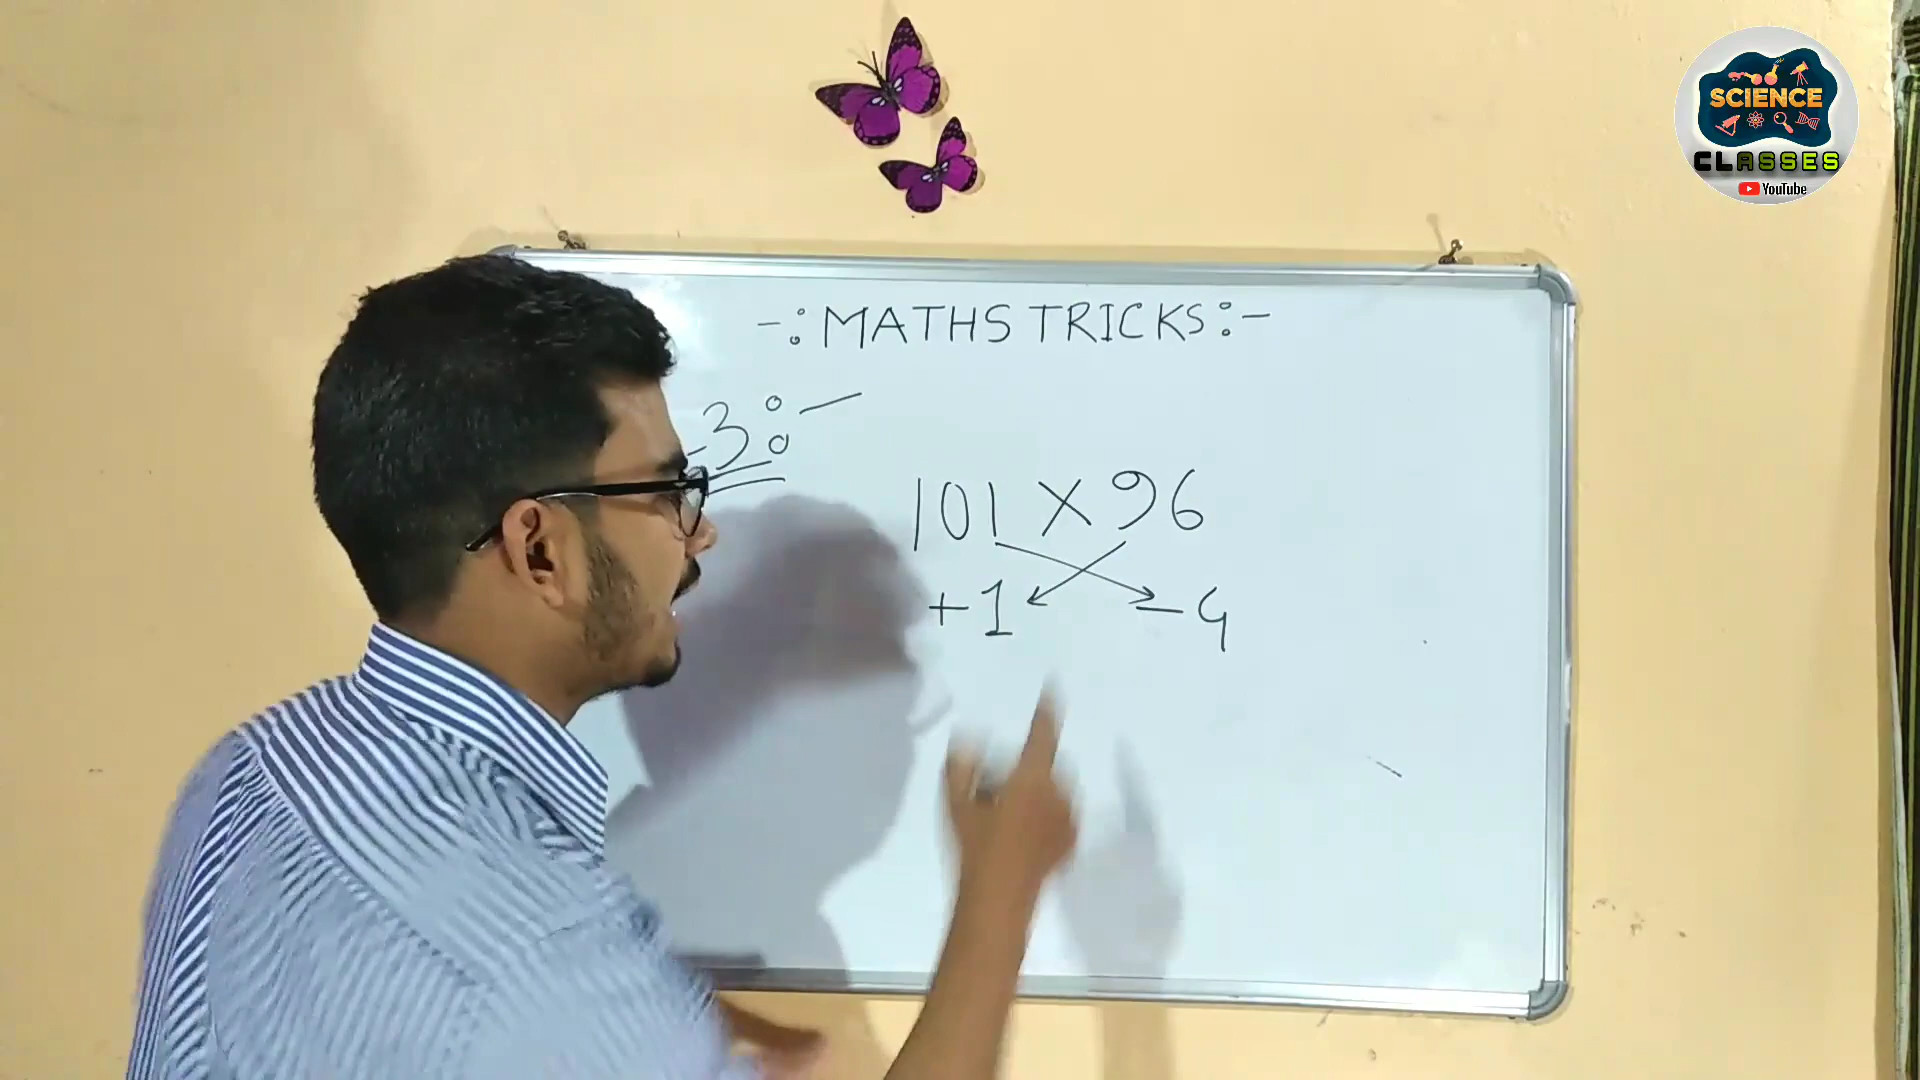 SCIENCE
CLASSES
YouTube
-: MATHS TRICKS :-
3 : -
101 X 96
+1 -4